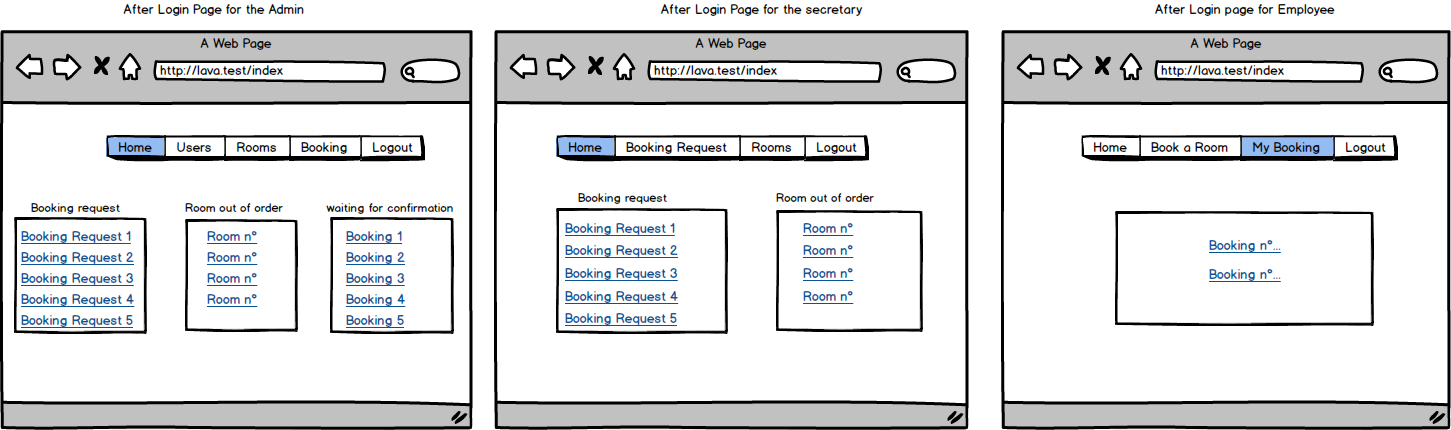 After Login Page for the Admin
A Web Page
http://lava.test/index
Home Users Rooms Booking Logout
Booking request
Booking Request 1
Booking Request 2
Booking Request 3
Booking Request 4
Booking Request 5
Room out of order
Room n°
Room n°
Room n°
Room n°
waiting for confirmation
Booking 1
Booking 2
Booking 3
Booking 4
Booking 5
After Login Page for the secretary
A Web Page
http://lava.test/index
Home Booking Request Rooms Logout
Booking request
Booking Request 1
Booking Request 2
Booking Request 3
Booking Request 4
Booking Request 5
Room out of order
Room n°
Room n°
Room n°
Room n°
After Login page for Employee
A Web Page
http://lava.test/index
Home Book a Room My Booking Logout
Booking n°...
Booking n°...